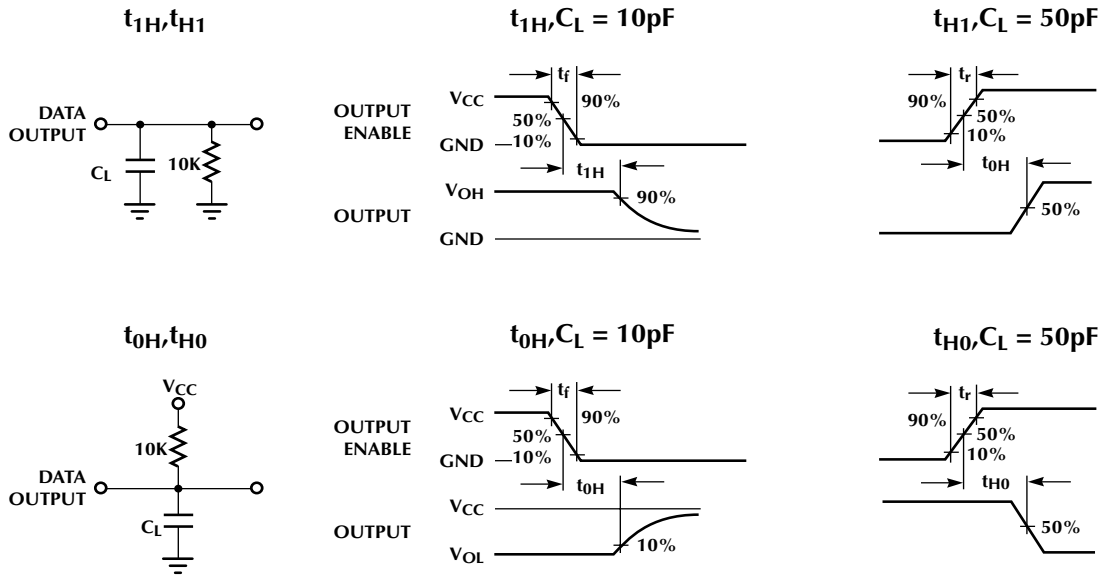 t1H,tH1
DATA
OUTPUT
CL
10K
t1H,CL = 10pF
tf
VCC
90%
OUTPUT
ENABLE
50%
10%
GND
t1H
VOH
90%
OUTPUT
GND
tH1,CL = 50pF
tr
90%
50%
10%
t0H
50%
t0H,tH0
VCC
10K
DATA
OUTPUT
CL
t0H,CL = 10pF
tf
VCC
90%
OUTPUT
ENABLE
50%
10%
GND
t0H
VCC
OUTPUT
10%
VOL
tH0,CL = 50pF
tr
90%
50%
10%
tH0
50%